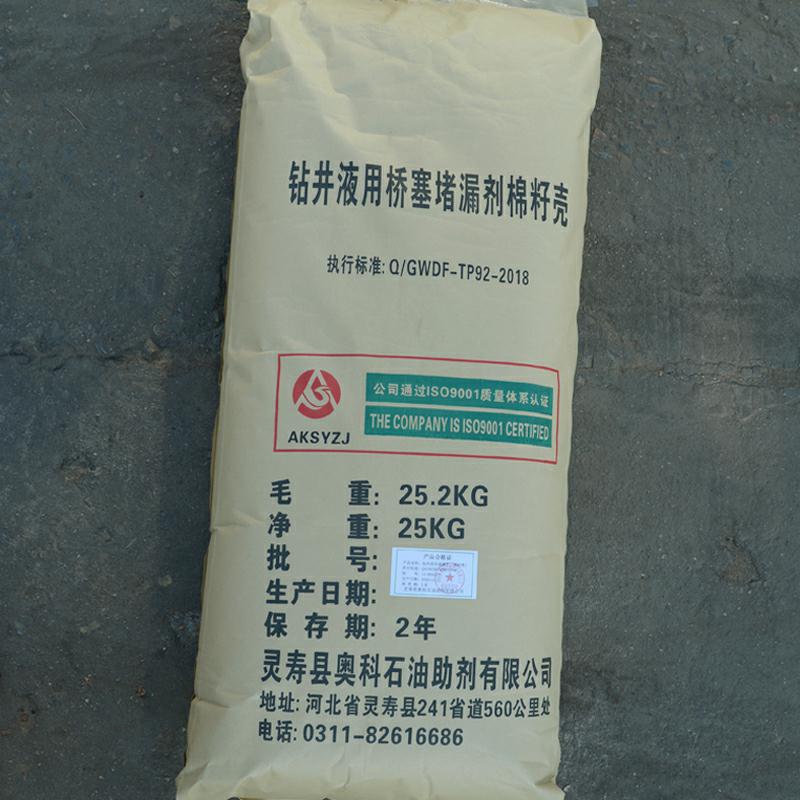 钻井液用桥塞堵漏剂棉籽壳
执行标准: Q/GWDF-TP92-2018
公司通过ISO9001质量体系认证
THE COMPANY IS ISO9001 CERTIFIED
AKSYZJ
毛 重: 25.2KG
净 重: 25KG
批 号:
生产日期:
保 存 期: 2年
产品合格证
灵寿县奥科石油助剂有限公司
地址: 河北省灵寿县241省道560公里处
电话: 0311-82616686